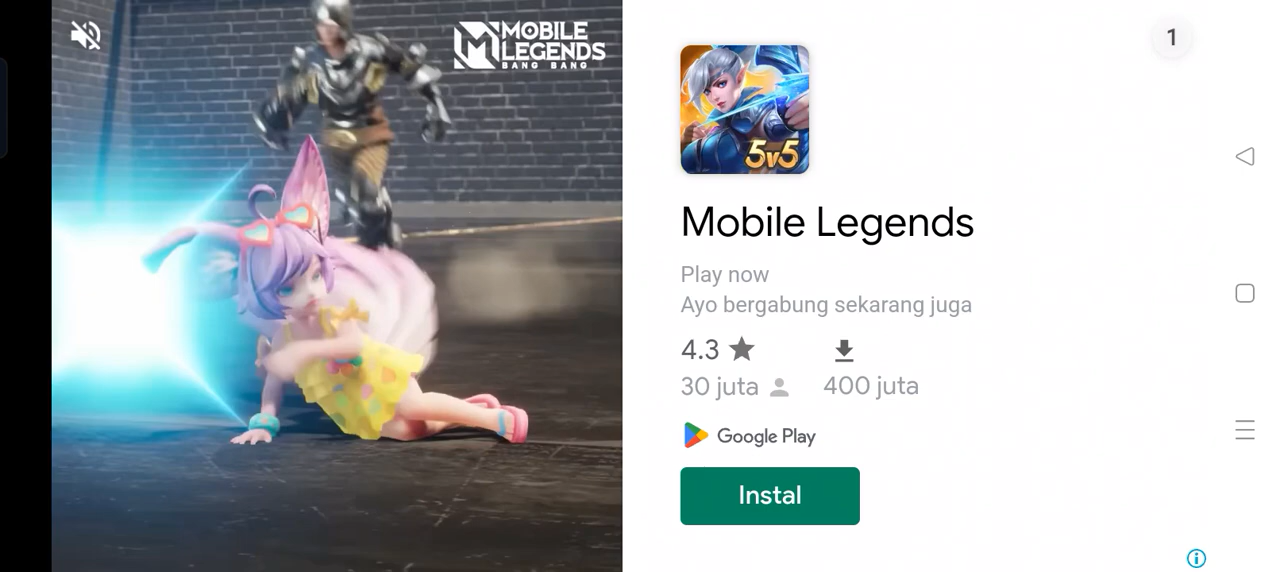 MOBILE
LEGENDS
BANG BANG
1
5v5
Mobile Legends
Play now
Ayo bergabung sekarang juga
4.3
30 juta
400 juta
Google Play
Instal